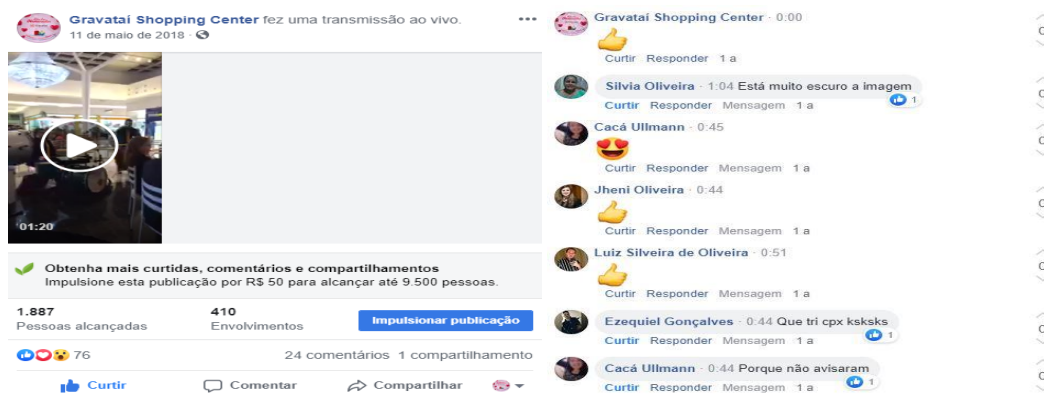 Gravataí Shopping Center fez uma transmissão ao vivo.
11 de maio de 2018 ·
01:20
Obtenha mais curtidas, comentários e compartilhamentos
Impulsione esta publicação por R$ 50 para alcançar até 9.500 pessoas.
1.887
Pessoas alcançadas
410
Envolvimentos
Impulsionar publicação
76
24 comentários 1 compartilhamento
Curtir
Comentar
Compartilhar
Gravataí Shopping Center · 0:00
Curtir Responder 1 a
Silvia Oliveira · 1:04 Está muito escuro a imagem
1
Curtir Responder Mensagem 1 a
Cacá Ullmann · 0:45
Curtir Responder Mensagem 1 a
Jheni Oliveira · 0:44
Curtir Responder Mensagem 1 a
Luiz Silveira de Oliveira · 0:51
Curtir Responder Mensagem 1 a
Ezequiel Gonçalves · 0:44 Que tri cpx ksksks
1
Curtir Responder Mensagem 1 a
Cacá Ullmann · 0:44 Porque não avisaram
1
Curtir Responder Mensagem 1 a